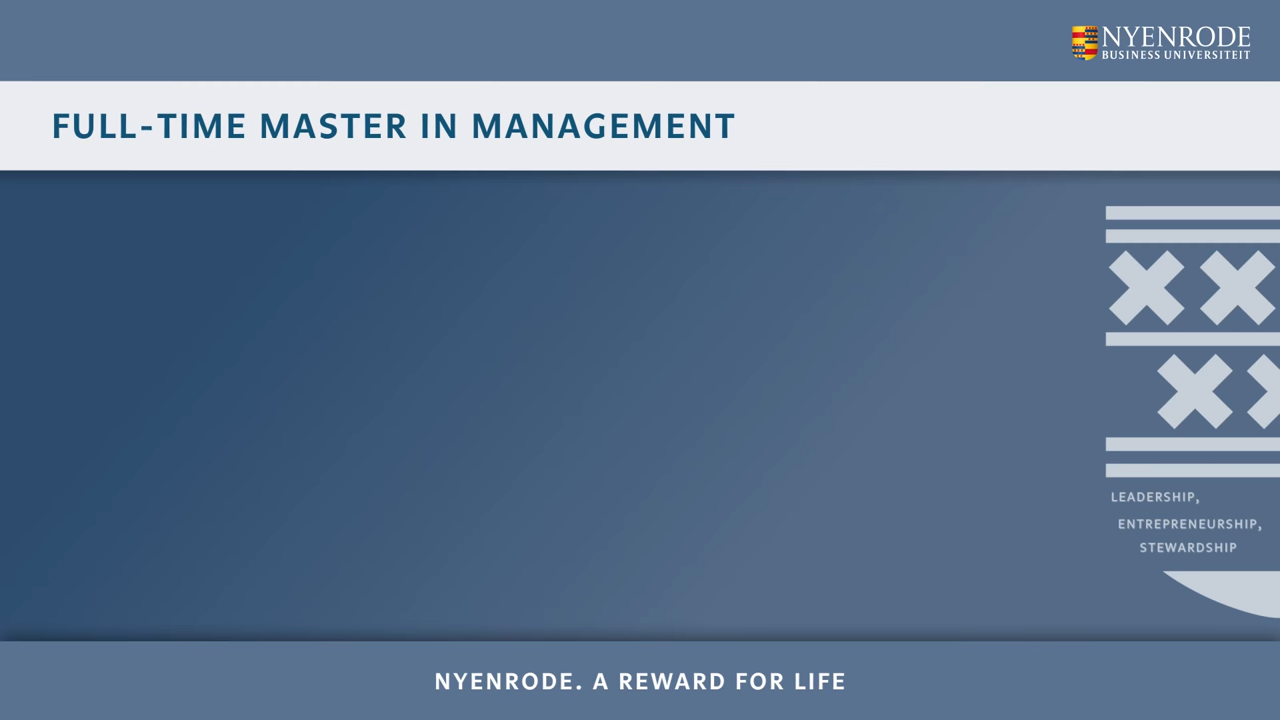 NYENRODE
BUSINESS UNIVERSITEIT
FULL-TIME MASTER IN MANAGEMENT
LEADERSHIP,
ENTREPRENEURSHIP,
STEWARDSHIP
NYENRODE. A REWARD FOR LIFE